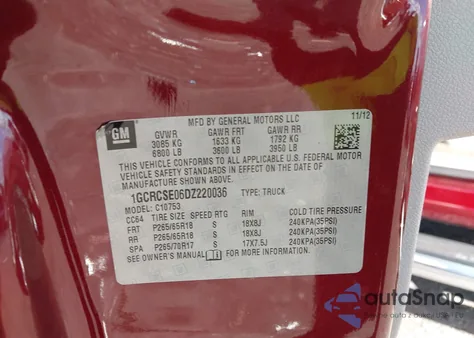 GM
MFD BY GENERAL MOTORS LLC
11/12
GVWR GAWR FRT GAWR RR
3085 KG 1633 KG 1792 KG
6800 LB 3600 LB 3950 LB
THIS VEHICLE CONFORMS TO ALL APPLICABLE U.S. FEDERAL MOTOR
VEHICLE SAFETY, BUMPER, AND THEFT PREVENTION STANDARDS IN
EFFECT ON THE DATE OF MANUFACTURE SHOWN ABOVE.
1GCRCSE06DZ220036 TYPE: TRUCK
MODEL: C10753
CC64 TIRE SIZE SPEED RTG RIM COLD TIRE PRESSURE
FRT P265/65R18 S 18X8J 240KPA(35PSI)
RR P265/65R18 S 18X8J 240KPA(35PSI)
SPA P265/70R17 S 17X7.5J 240KPA(35PSI)
SEE OWNER'S MANUAL FOR MORE INFORMATION
autoSnap